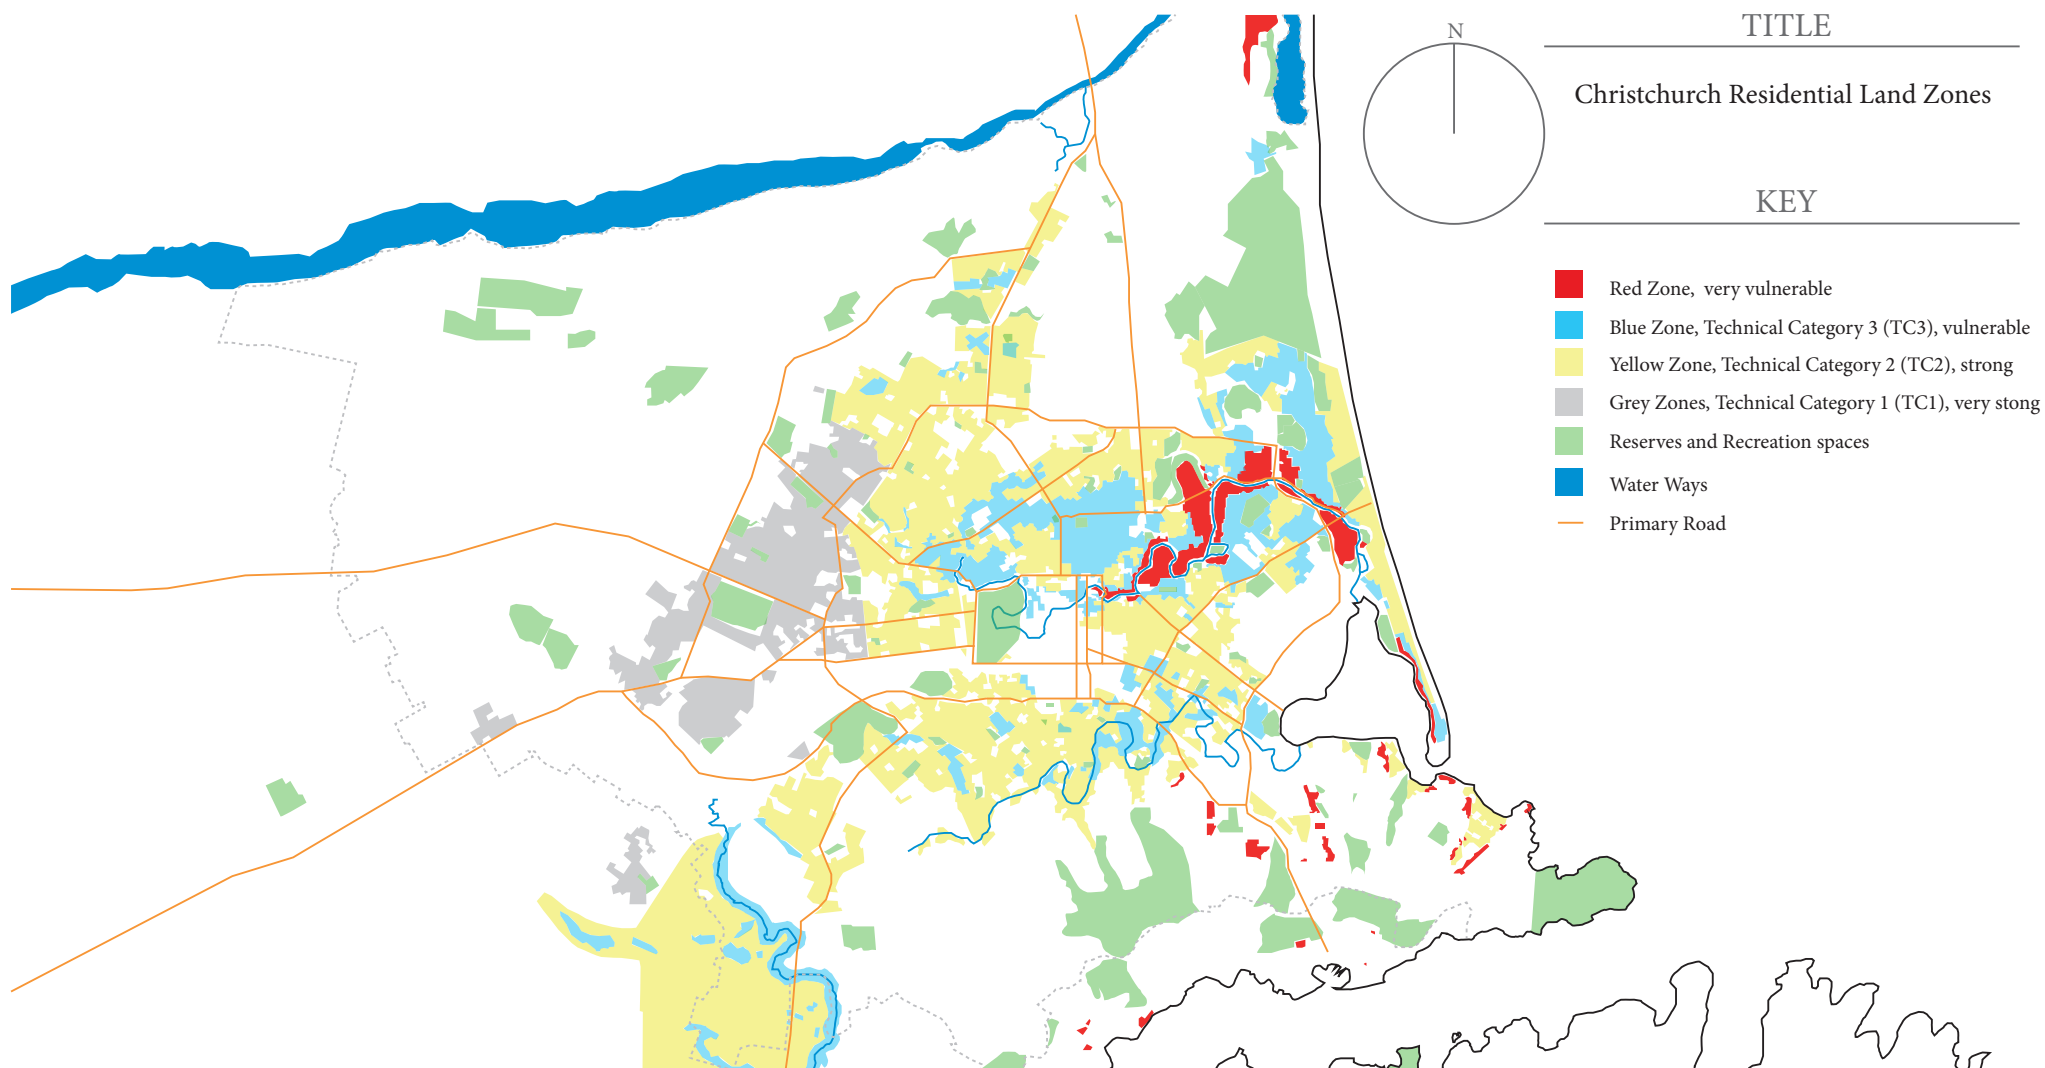 N
TITLE
Christchurch Residential Land Zones
KEY
Red Zone, very vulnerable
Blue Zone, Technical Category 3 (TC3), vulnerable
Yellow Zone, Technical Category 2 (TC2), strong
Grey Zones, Technical Category 1 (TC1), very stong
Reserves and Recreation spaces
Water Ways
Primary Road